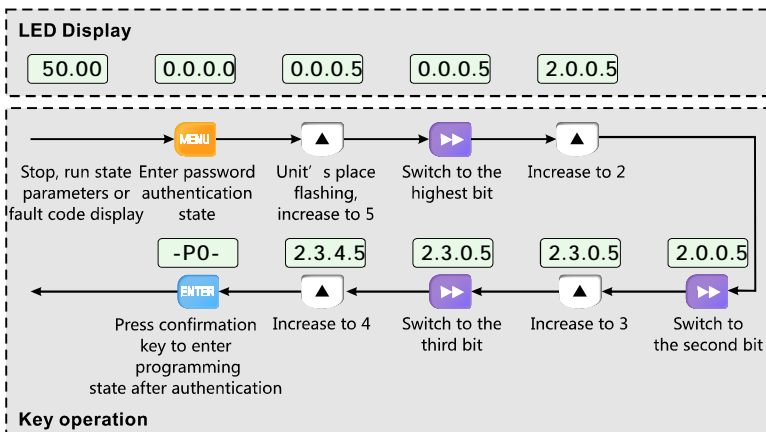 LED Display
50.00 0.0.0.0 0.0.0.5 0.0.0.5 2.0.0.5
MENU
Stop, run state
parameters or
fault code display
Enter password
authentication
state
Unit’s place
flashing,
increase to 5
Switch to the
highest bit
Increase to 2
-P0- 2.3.4.5 2.3.0.5 2.3.0.5 2.0.0.5
ENTER
Press confirmation
key to enter
programming
state after authentication
Increase to 4
Switch to the
third bit
Increase to 3
Switch to
the second bit
Key operation